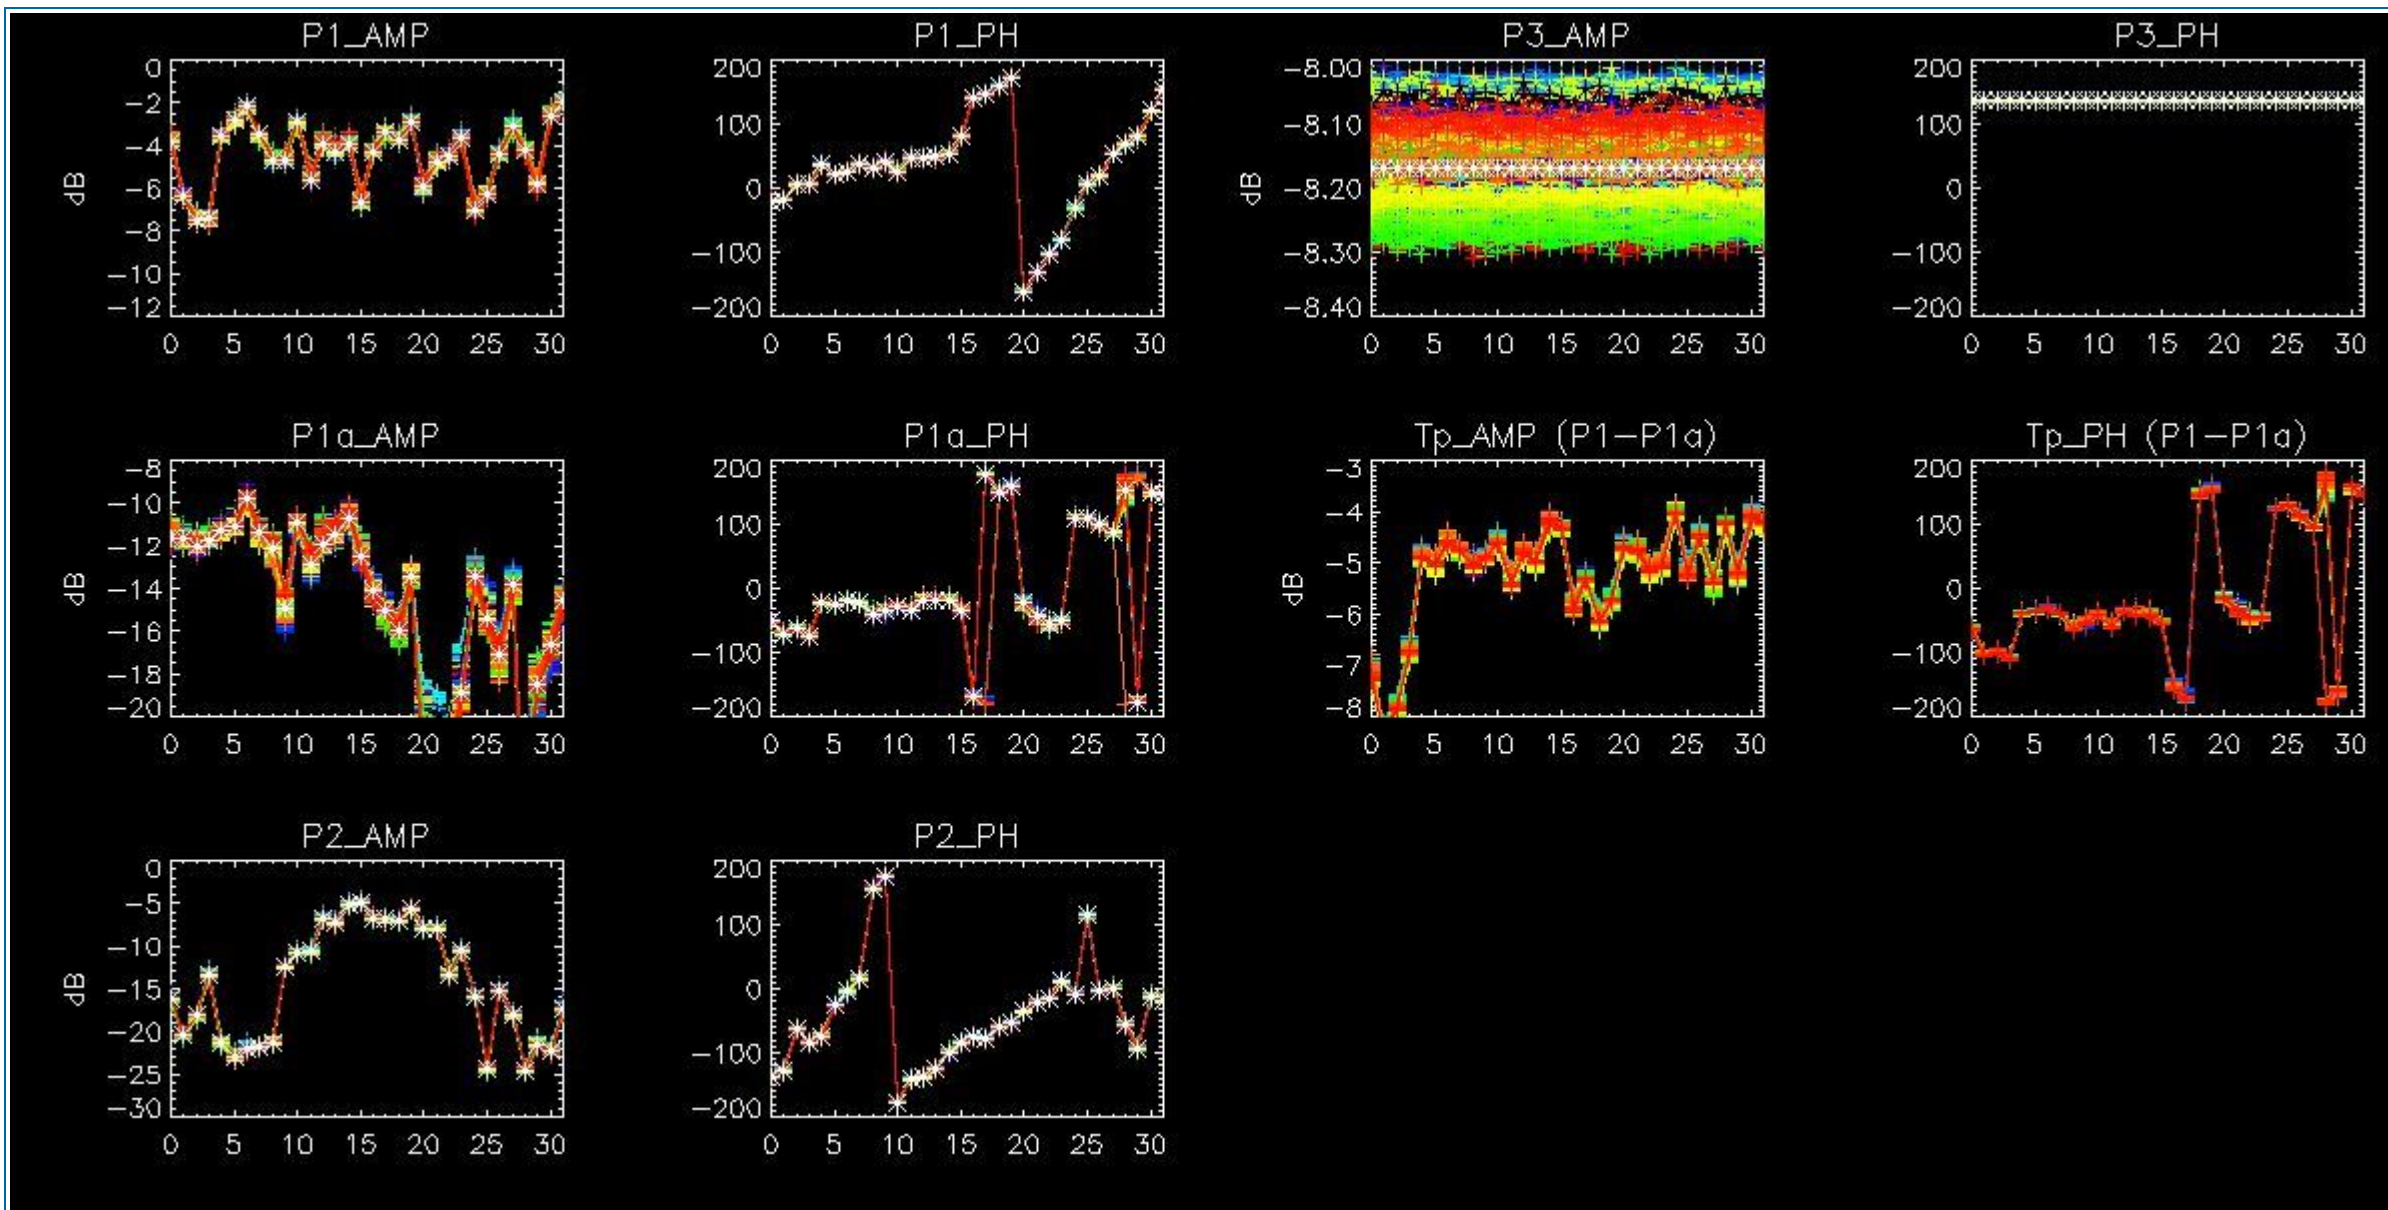 P1_AMP
0
−2
−4
−6
−8
−10
−12
dB
0 5 10 15 20 25 30
P1_PH
200
100
0
−100
−200
0 5 10 15 20 25 30
P3_AMP
−8.00
−8.10
−8.20
−8.30
−8.40
dB
0 5 10 15 20 25 30
P3_PH
200
100
0
−100
−200
0 5 10 15 20 25 30
P1a_AMP
−8
−10
−12
−14
−16
−18
−20
dB
0 5 10 15 20 25 30
P1a_PH
200
100
0
−100
−200
0 5 10 15 20 25 30
Tp_AMP (P1−P1a)
−3
−4
−5
−6
−7
−8
dB
0 5 10 15 20 25 30
Tp_PH (P1−P1a)
200
100
0
−100
−200
0 5 10 15 20 25 30
P2_AMP
0
−5
−10
−15
−20
−25
−30
dB
0 5 10 15 20 25 30
P2_PH
200
100
0
−100
−200
0 5 10 15 20 25 30